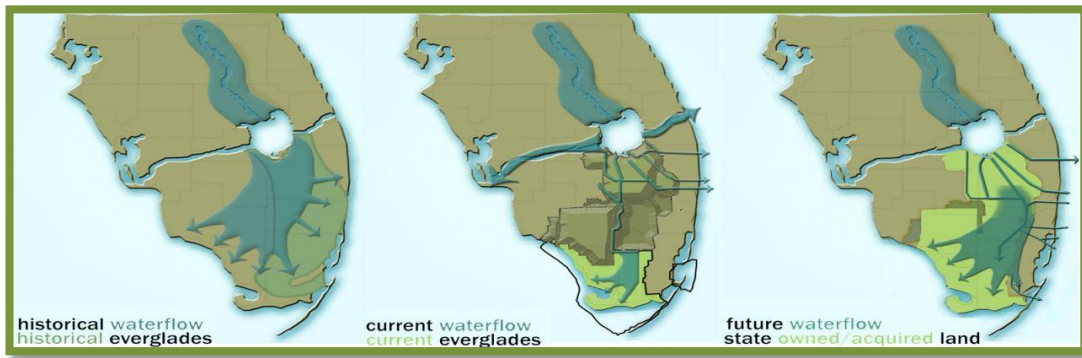 historical waterflow
historical everglades
current waterflow
current everglades
future waterflow
state owned/acquired land